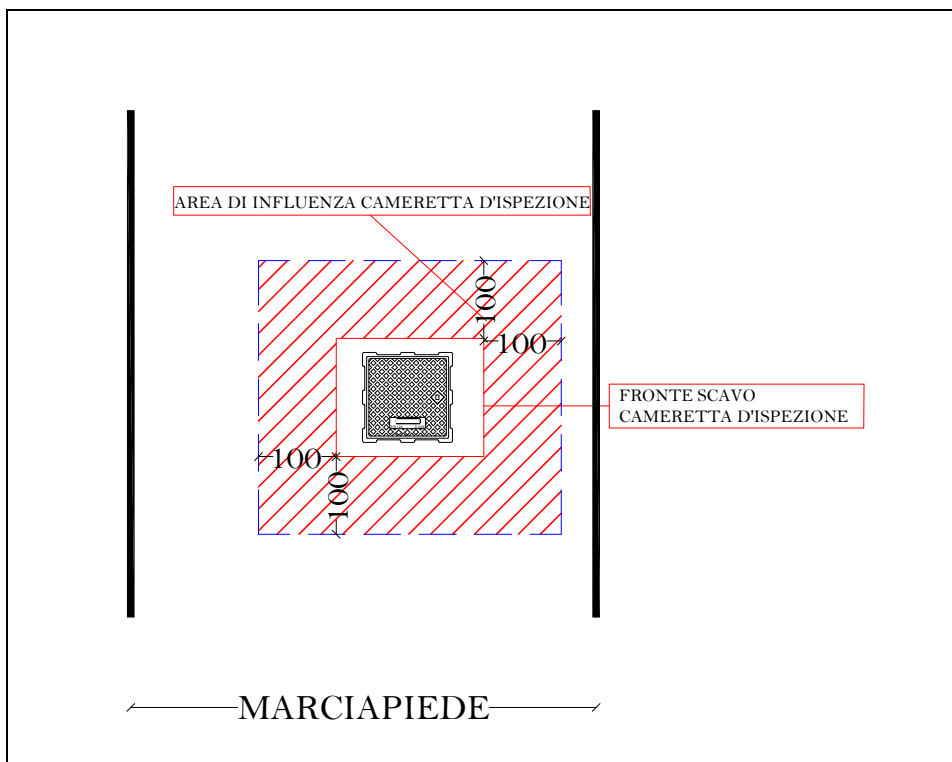 AREA DI INFLUENZA CAMERETTA D'ISPEZIONE
100
100
FRONTE SCAVO
CAMERETTA D'ISPEZIONE
100
100
MARCIAPIEDE